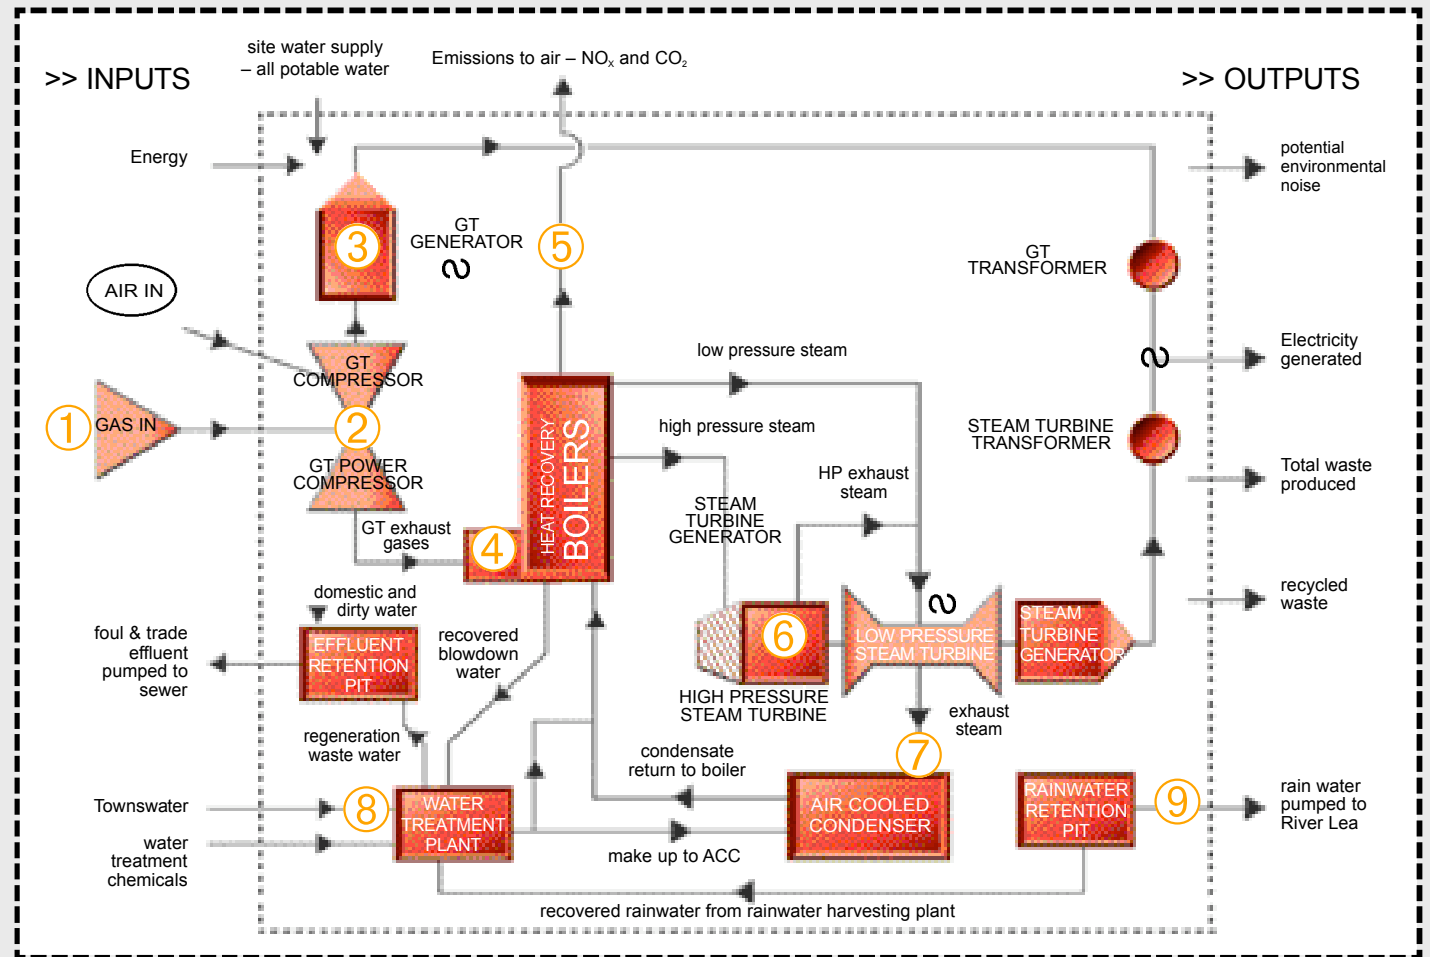 >> INPUTS
site water supply
– all potable water
Emissions to air – NOx and CO2
>> OUTPUTS
Energy
potential
environmental
noise
3
GT
GENERATOR
5
GT
TRANSFORMER
AIR IN
GT
COMPRESSOR
low pressure steam
Electricity
generated
1
GAS IN
2
GT POWER
COMPRESSOR
HEAT RECOVERY
BOILERS
high pressure steam
STEAM TURBINE
TRANSFORMER
HP exhaust
steam
Total waste
produced
STEAM
TURBINE
GENERATOR
GT exhaust
gases
4
domestic and
dirty water
recycled
waste
foul & trade
effluent
pumped to
sewer
EFFLUENT
RETENTION
PIT
recovered
blowdown
water
6
HIGH PRESSURE
STEAM TURBINE
LOW PRESSURE
STEAM TURBINE
STEAM
TURBINE
GENERATOR
exhaust
steam
regeneration
waste water
condensate
return to boiler
7
Townswater
8
WATER
TREATMENT
PLANT
AIR COOLED
CONDENSER
RAINWATER
RETENTION
PIT
9
rain water
pumped to
River Lea
water
treatment
chemicals
make up to ACC
recovered rainwater from rainwater harvesting plant